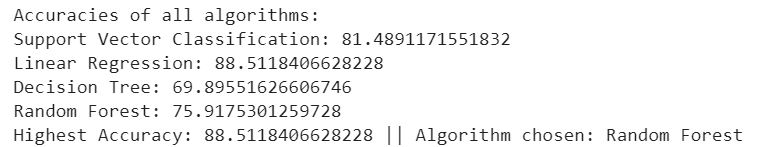 Accuracies of all algorithms:
Support Vector Classification: 81.4891171551832
Linear Regression: 88.5118406628228
Decision Tree: 69.89551626606746
Random Forest: 75.9175301259728
Highest Accuracy: 88.5118406628228 || Algorithm chosen: Random Forest